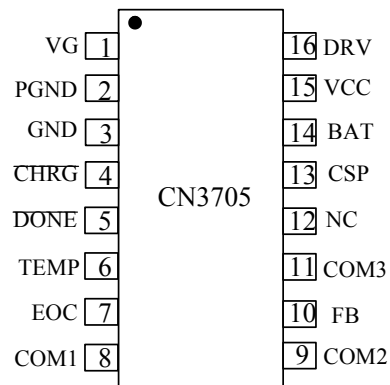 VG 1 16 DRV
PGND 2 15 VCC
GND 3 14 BAT
CHRG 4 13 CSP
CN3705
DONE 5 12 NC
TEMP 6 11 COM3
EOC 7 10 FB
COM1 8 9 COM2